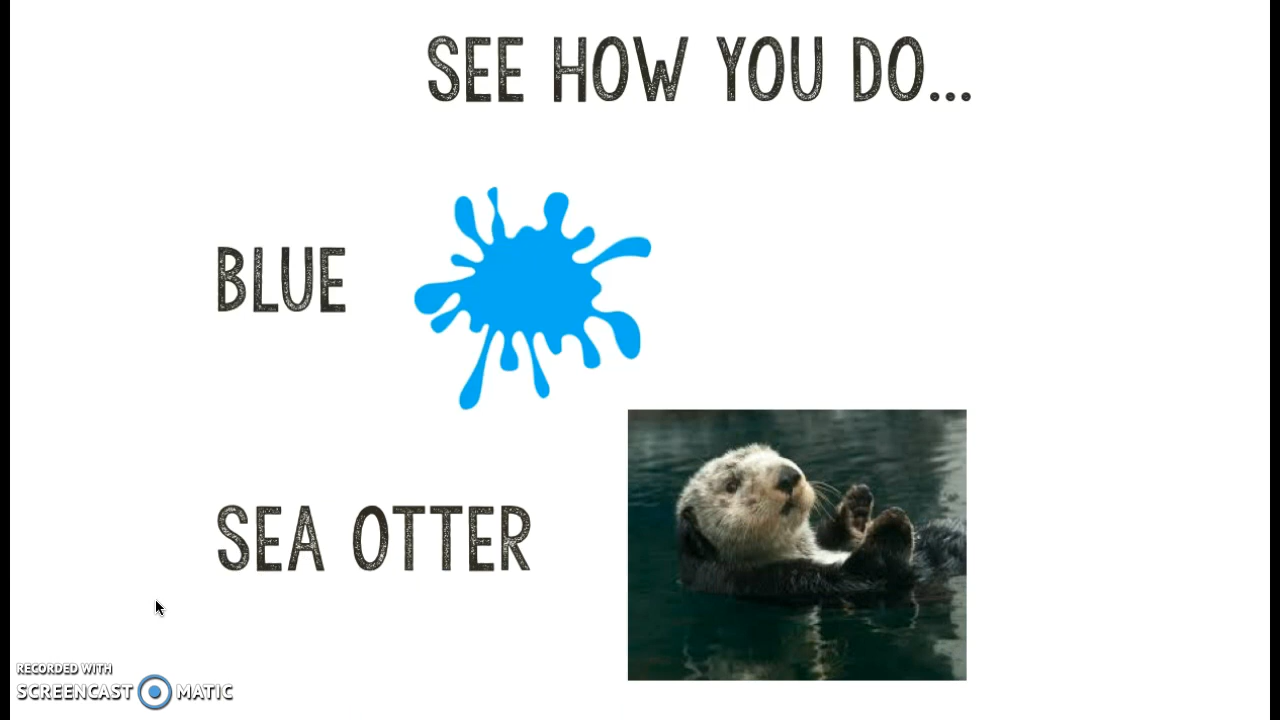 SEE HOW YOU DO...
BLUE
SEA OTTER
RECORDED WITH
SCREENCAST MATIC